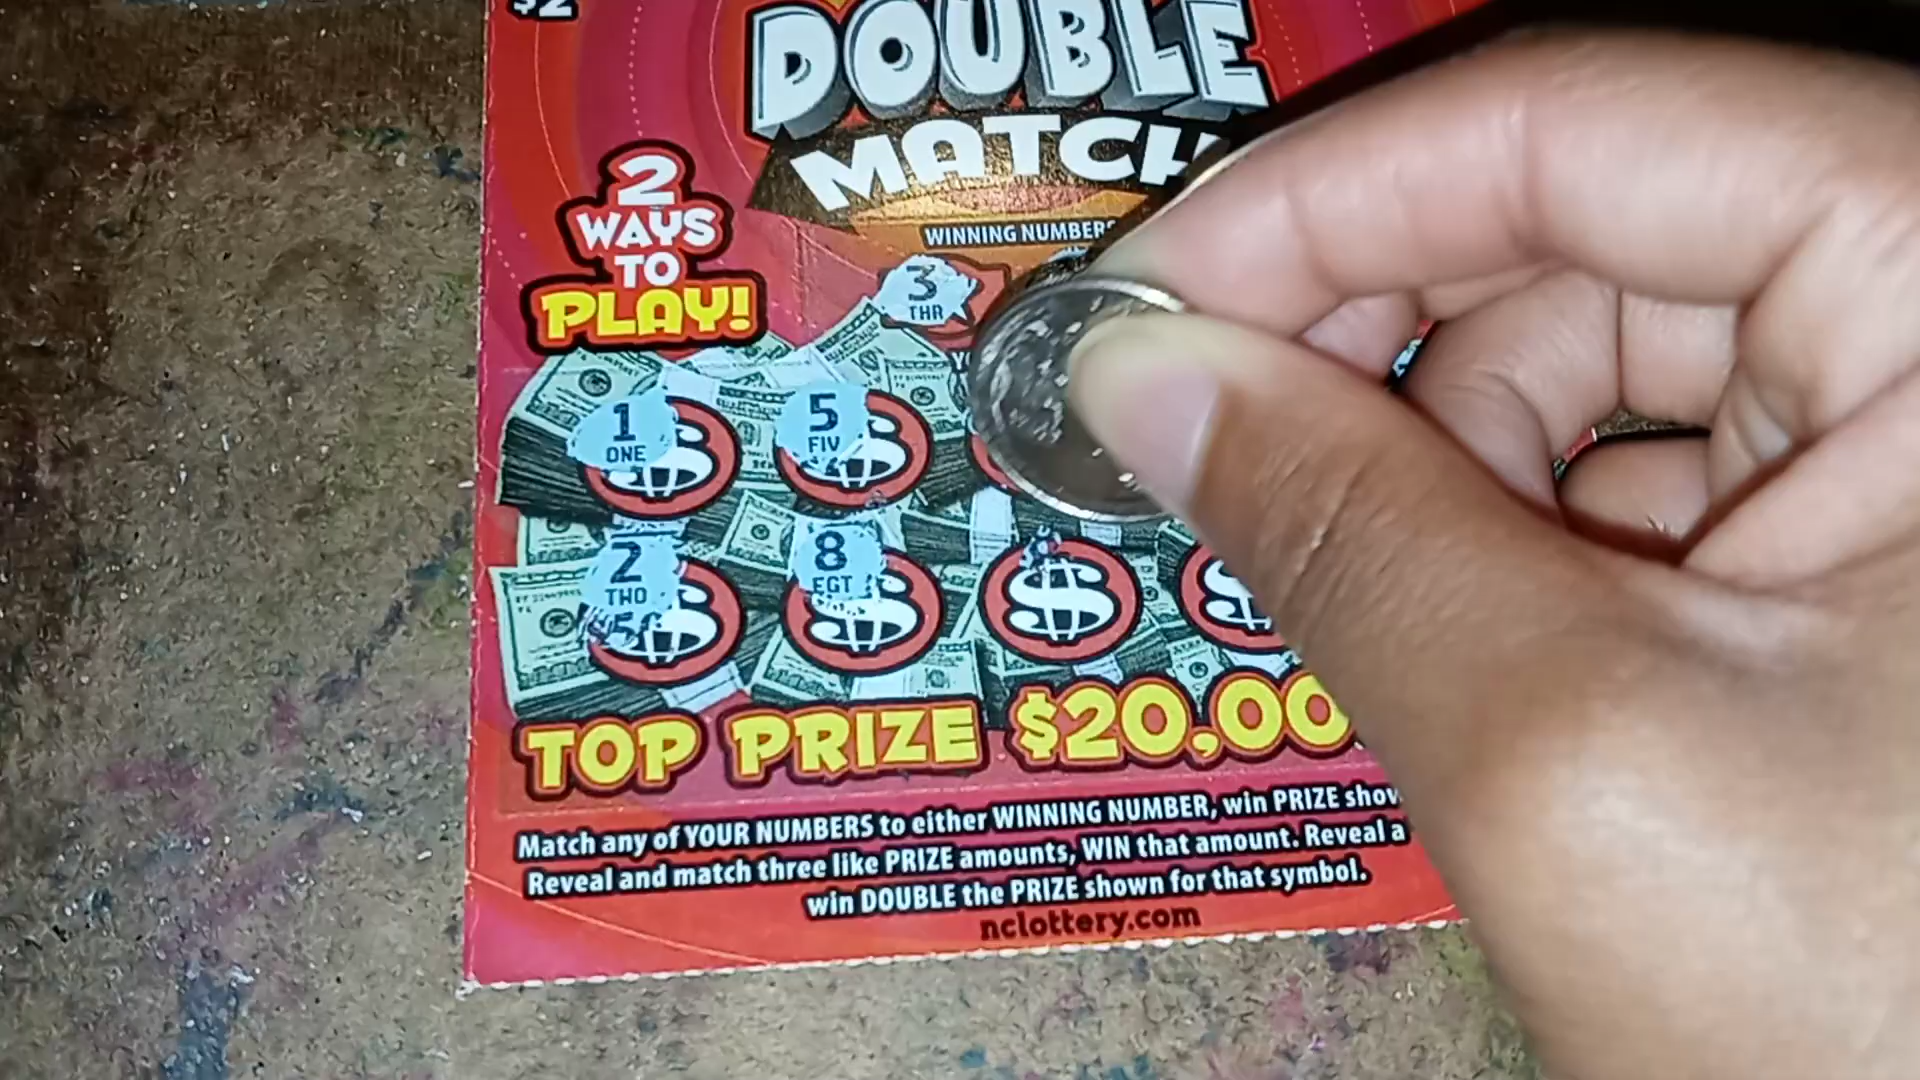 $2
DOUBLE
MATCH
2
WAYS
TO
PLAY!
WINNING NUMBERS
3
THR
1
ONE
5
FIV
2
TWO
8
EGT
TOP PRIZE $20,00
Match any of YOUR NUMBERS to either WINNING NUMBER, win PRIZE
Reveal and match three like PRIZE amounts, WIN that amount. Reveal a
win DOUBLE the PRIZE shown for that symbol.
nclottery.com